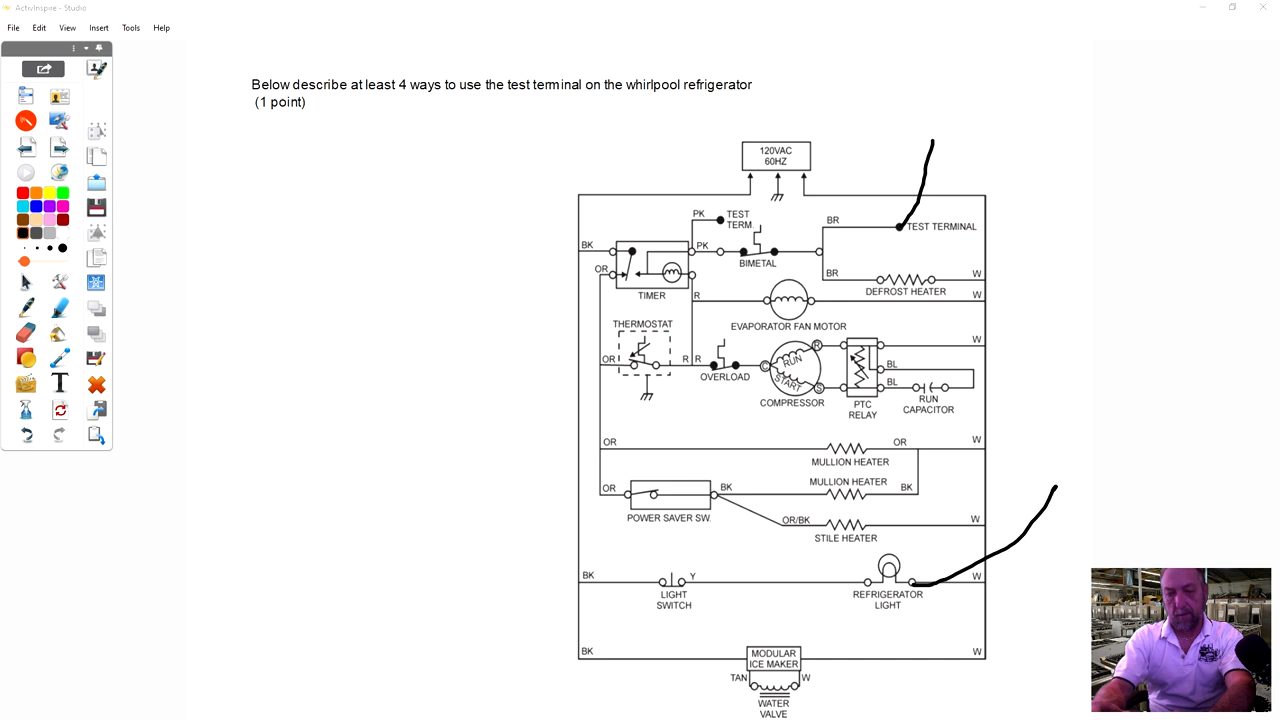 ActivInspire - Studio
File Edit View Insert Tools Help
Below describe at least 4 ways to use the test terminal on the whirlpool refrigerator
(1 point)
120VAC
60HZ
PK TEST
TERM.
BR TEST TERMINAL
BK PK
BIMETAL
OR
TIMER
BR W
DEFROST HEATER
R W
EVAPORATOR FAN MOTOR
THERMOSTAT
OR R R
OVERLOAD
C RUN START R S
COMPRESSOR
PTC
RELAY
W
BL
BL
RUN
CAPACITOR
OR OR W
MULLION HEATER
MULLION HEATER
OR BK BK
POWER SAVER SW.
OR/BK W
STILE HEATER
BK Y W
LIGHT
SWITCH
REFRIGERATOR
LIGHT
BK MODULAR W
ICE MAKER
TAN W
WATER
VALVE